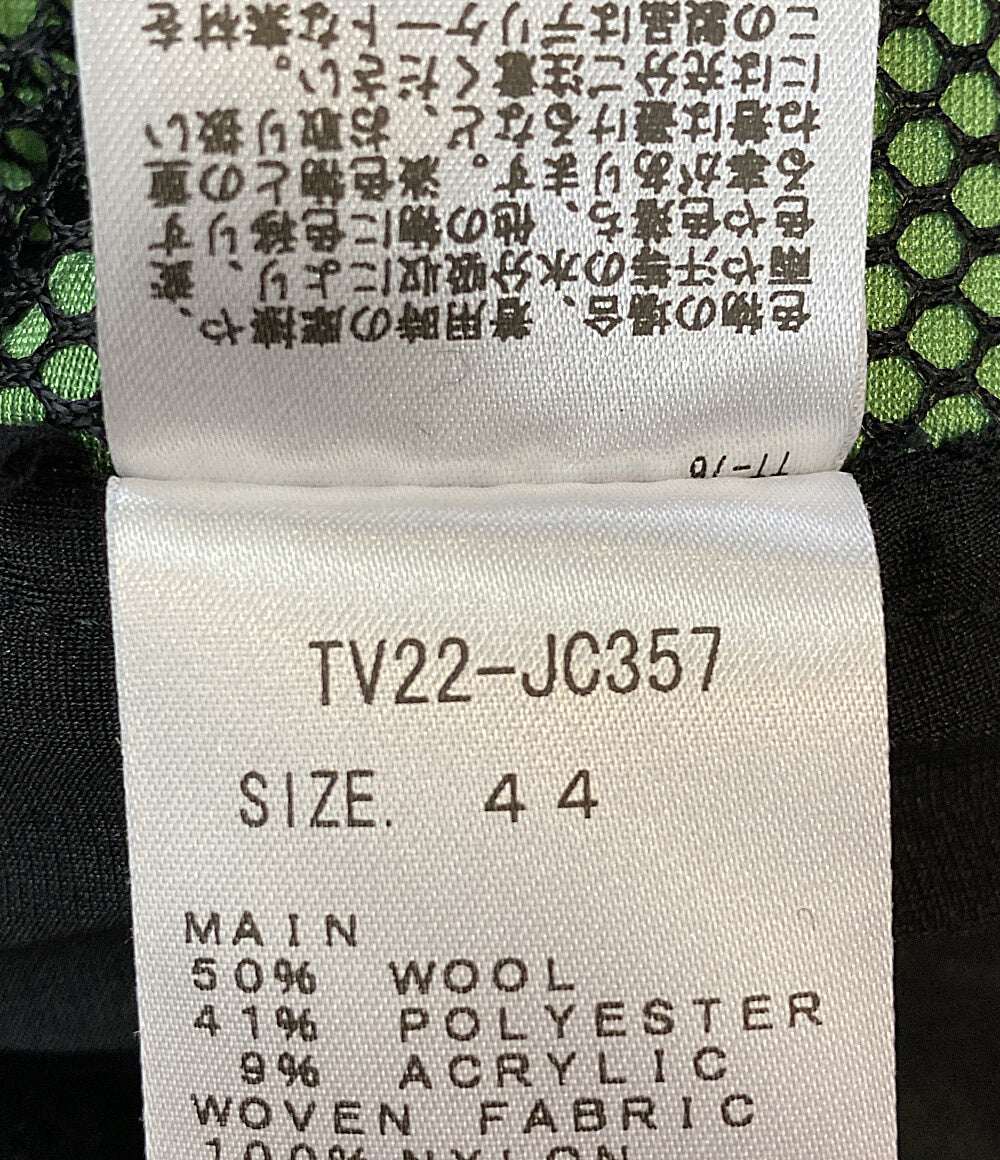 色物の場合、着用時の摩擦や、
雨や汗等の水分吸収により、変
色や色落ち、他の物に色移りす
る事があります。淡色物との重
ね着は避けるなど、お取り扱い
には充分ご注意ください。
この製品はデリケートな素材を
TV22-JC357
SIZE. 44
MAIN
50% WOOL
41% POLYESTER
9% ACRYLIC
WOVEN FABRIC
100% NYLON